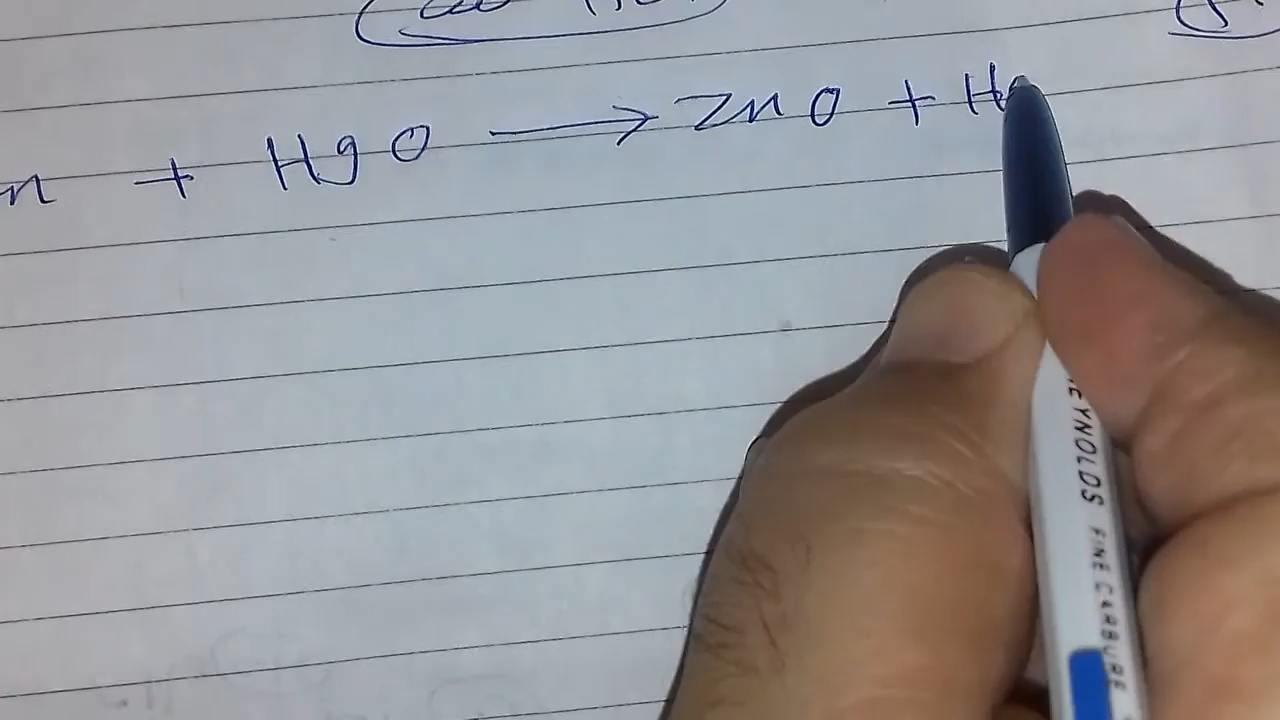 n + HgO → ZnO + H
REYNOLDS FINE CARBURE